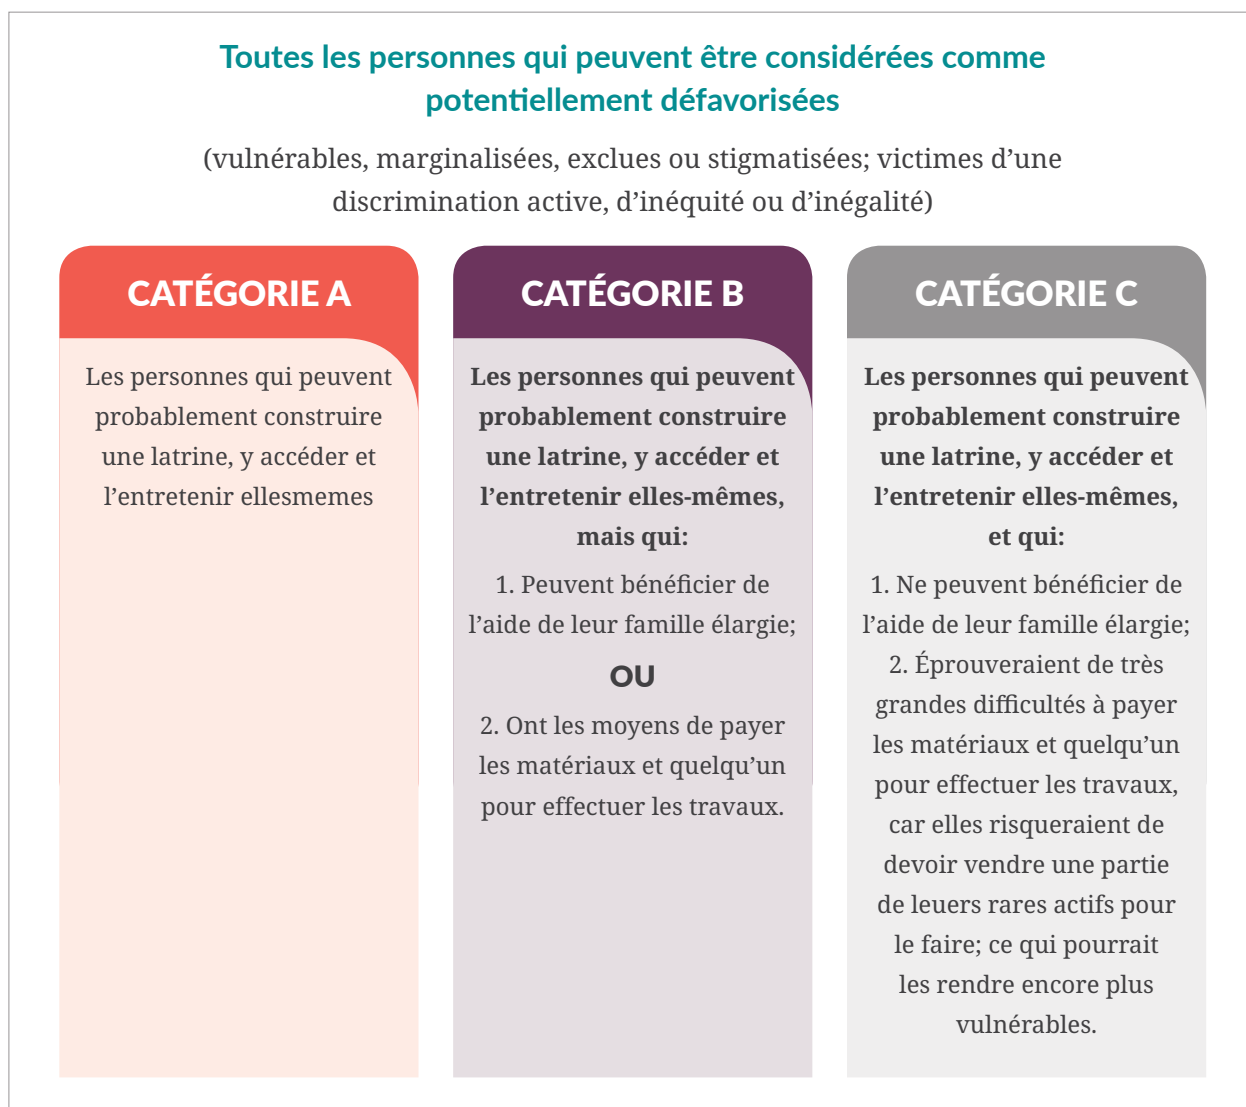 Toutes les personnes qui peuvent être considérées comme
potentiellement défavorisées
(vulnérables, marginalisées, exclues ou stigmatisées; victimes d’une
discrimination active, d’inéquité ou d’inégalité)
CATÉGORIE A
Les personnes qui peuvent
probablement construire
une latrine, y accéder et
l’entretenir ellesmemes
CATÉGORIE B
Les personnes qui peuvent
probablement construire
une latrine, y accéder et
l’entretenir elles-mêmes,
mais qui:
1. Peuvent bénéficier de
l’aide de leur famille élargie;
OU
2. Ont les moyens de payer
les matériaux et quelqu’un
pour effectuer les travaux.
CATÉGORIE C
Les personnes qui peuvent
probablement construire
une latrine, y accéder et
l’entretenir elles-mêmes,
et qui:
1. Ne peuvent bénéficier de
l’aide de leur famille élargie;
2. Éprouveraient de très
grandes difficultés à payer
les matériaux et quelqu’un
pour effectuer les travaux,
car elles risqueraient de
devoir vendre une partie
de leuers rares actifs pour
le faire; ce qui pourrait
les rendre encore plus
vulnérables.